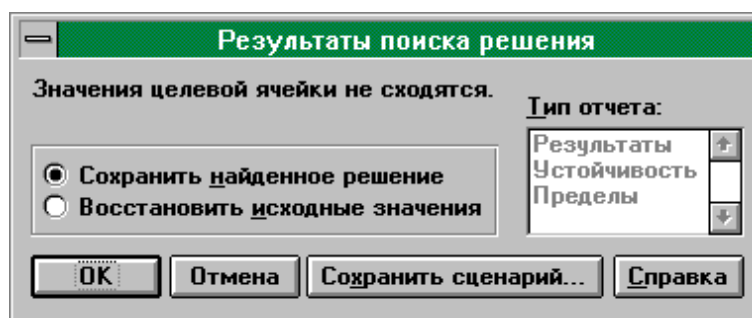 Результаты поиска решения
Значения целевой ячейки не сходятся.
Тип отчета:
Результаты
Устойчивость
Пределы
Сохранить найденное решение
Восстановить исходные значения
OK
Отмена
Сохранить сценарий...
Справка